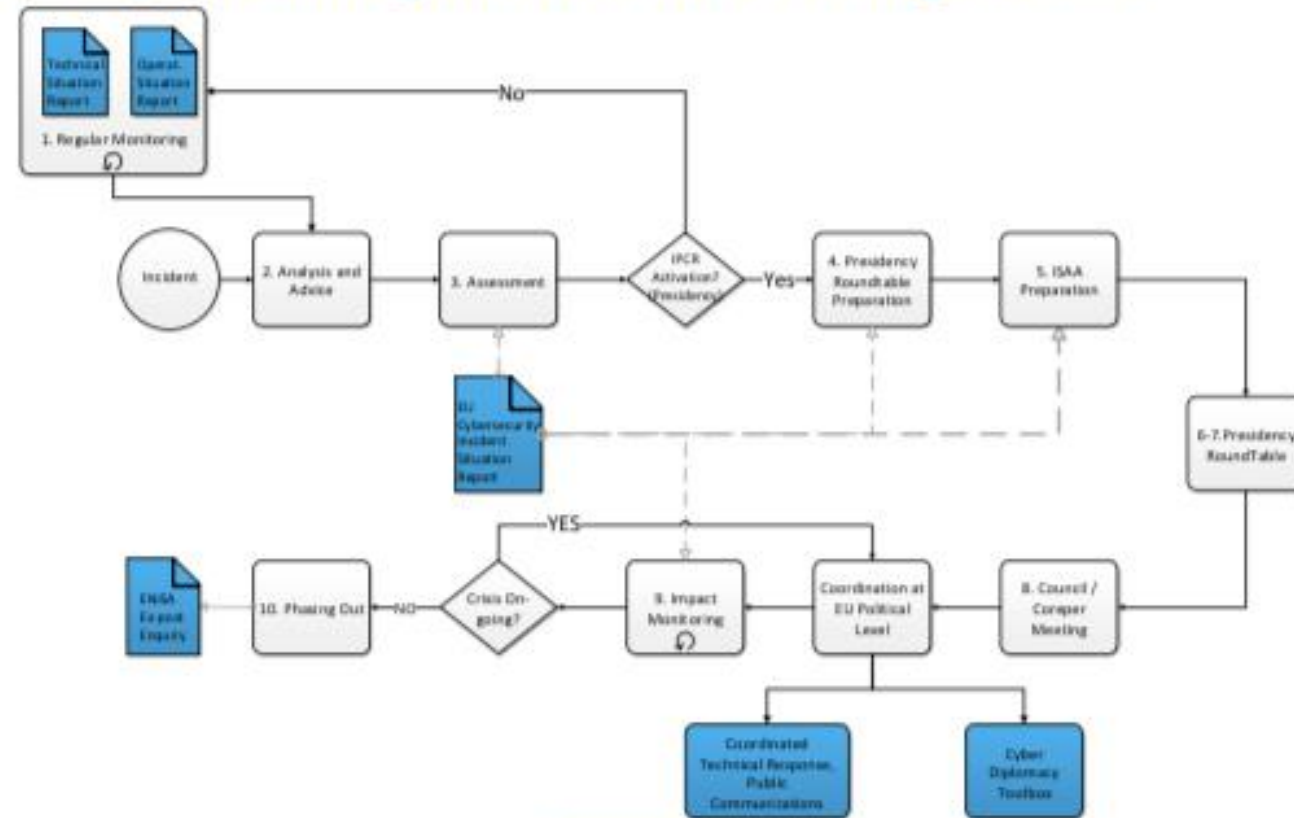 Technical
Situation
Report
Situation
Report
1. Regular Monitoring
No
Incident
2. Analysis and
Advise
3. Assessment
IPCR
Activation?
(Presidency)
Yes
4. Presidency
Roundtable
Preparation
5. ISAA
Preparation
EU
Cybersecurity
Incident
Situation
Report
6-7.Presidency
RoundTable
YES
ENISA
Ex post
Enquiry
10. Phasing Out
NO
Crisis On-
going?
9. Impact
Monitoring
Coordination at
EU Political
Level
8. Council /
Coreper
Meeting
Coordinated
Technical Response,
Public
Communications
Cyber
Diplomacy
Toolbox